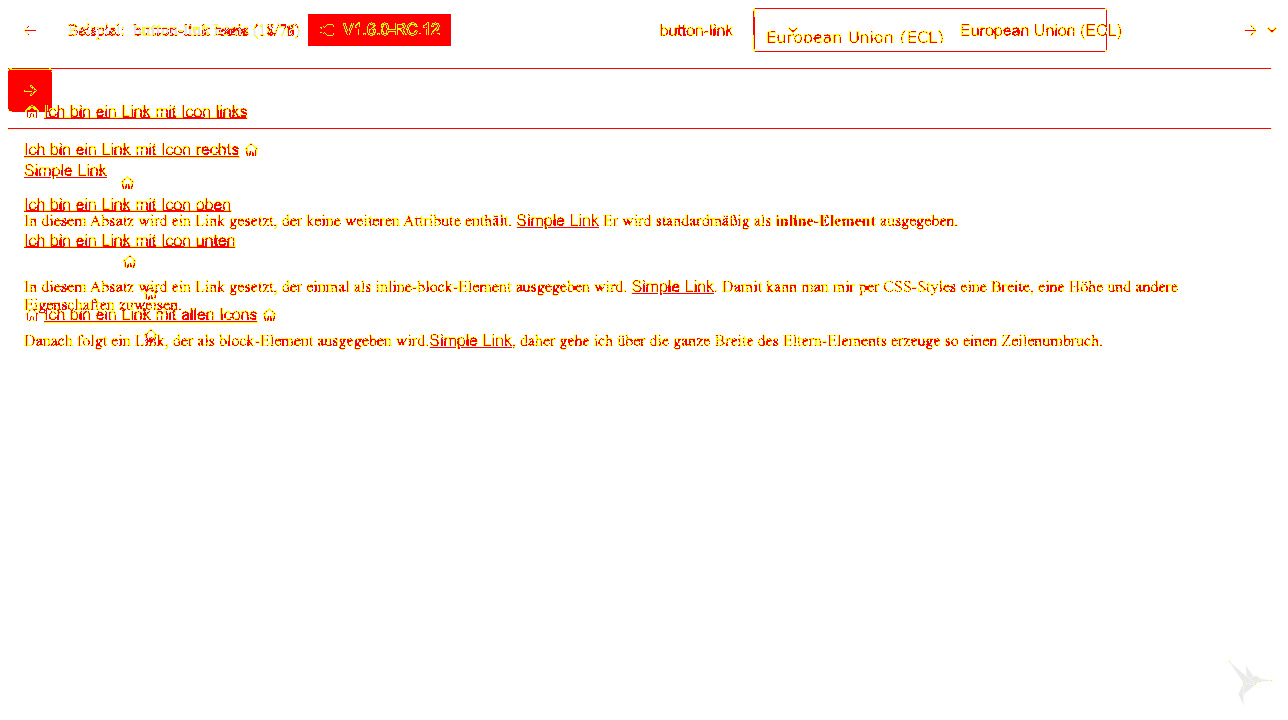 V1.6.0-RC.12 button-link European Union (ECL) European Union (ECL)
Ich bin ein Link mit Icon links
Ich bin ein Link mit Icon rechts
Simple Link
Ich bin ein Link mit Icon oben
In diesem Absatz wird ein Link gesetzt, der keine weiteren Attribute enthält. Simple Link Er wird standardmäßig als inline-Element ausgegeben.
Ich bin ein Link mit Icon unten
In diesem Absatz wird ein Link gesetzt, der einmal als inline-block-Element ausgegeben wird. Simple Link. Damit kann man mir per CSS-Styles eine Breite, eine Höhe und andere
Eigenschaften zuweisen.
Ich bin ein Link mit allen Icons
Danach folgt ein Link, der als block-Element ausgegeben wird.Simple Link, daher gehe ich über die ganze Breite des Eltern-Elements erzeuge so einen Zeilenumbruch.